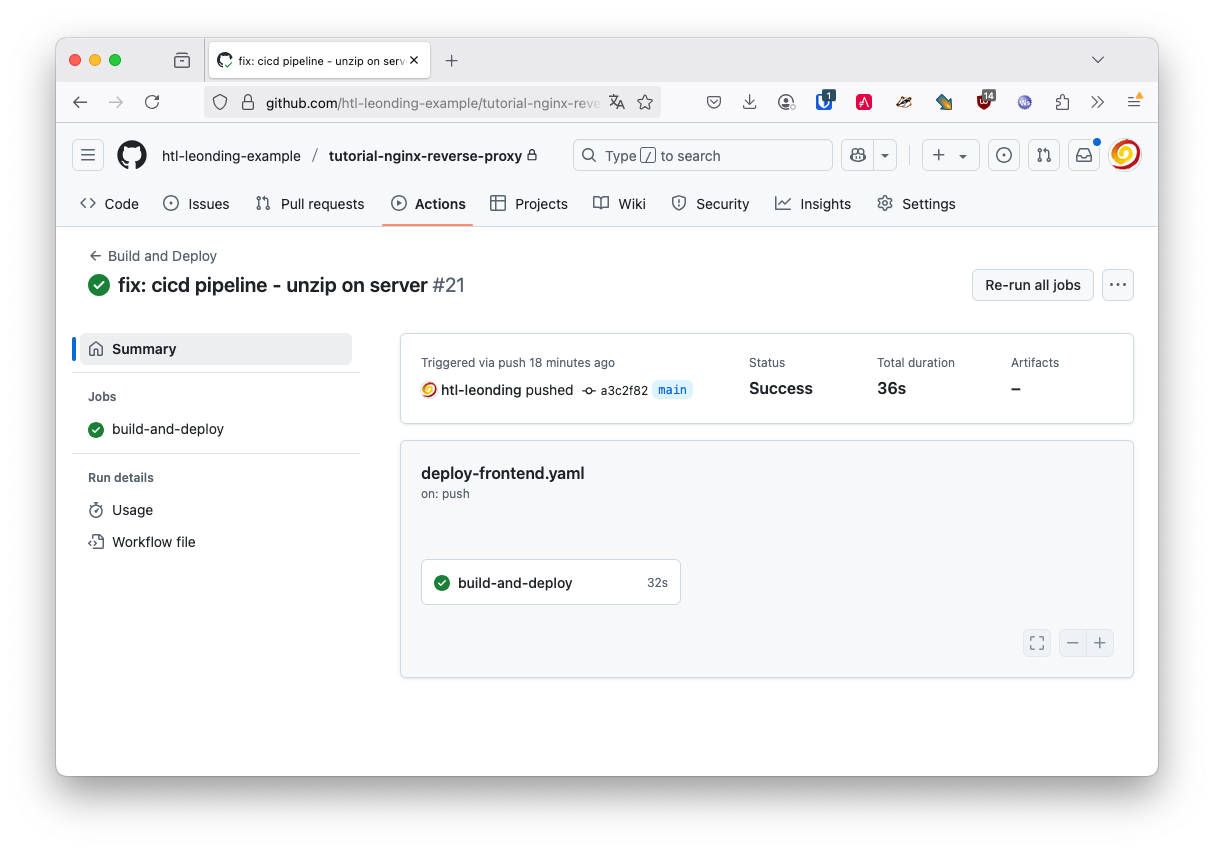 fix: cicd pipeline - unzip on serv
github.com/htl-leonding-example/tutorial-nginx-reve
1
14
htl-leonding-example / tutorial-nginx-reverse-proxy
Type / to search
Code Issues Pull requests Actions Projects Wiki Security Insights Settings
← Build and Deploy
fix: cicd pipeline - unzip on server #21
Re-run all jobs
Summary
Jobs
build-and-deploy
Run details
Usage
Workflow file
Triggered via push 18 minutes ago
htl-leonding pushed a3c2f82 main
Status
Success
Total duration
36s
Artifacts
–
deploy-frontend.yaml
on: push
build-and-deploy 32s